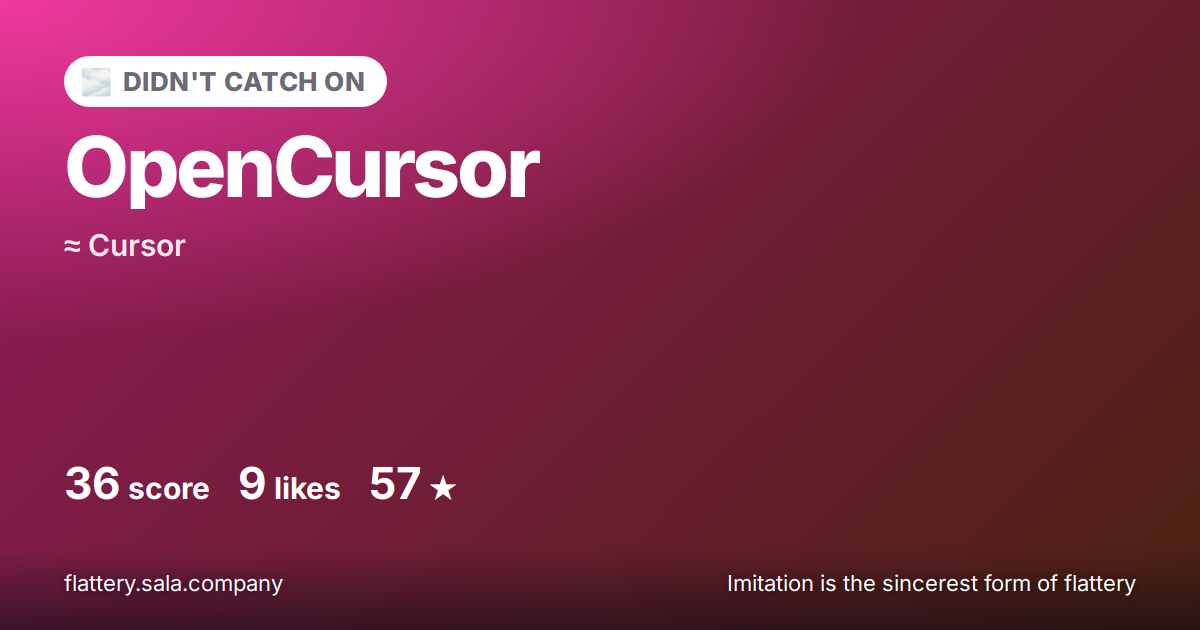 DIDN'T CATCH ON
OpenCursor
≈ Cursor
36 score 9 likes 57 ★
flattery.sala.company
Imitation is the sincerest form of flattery